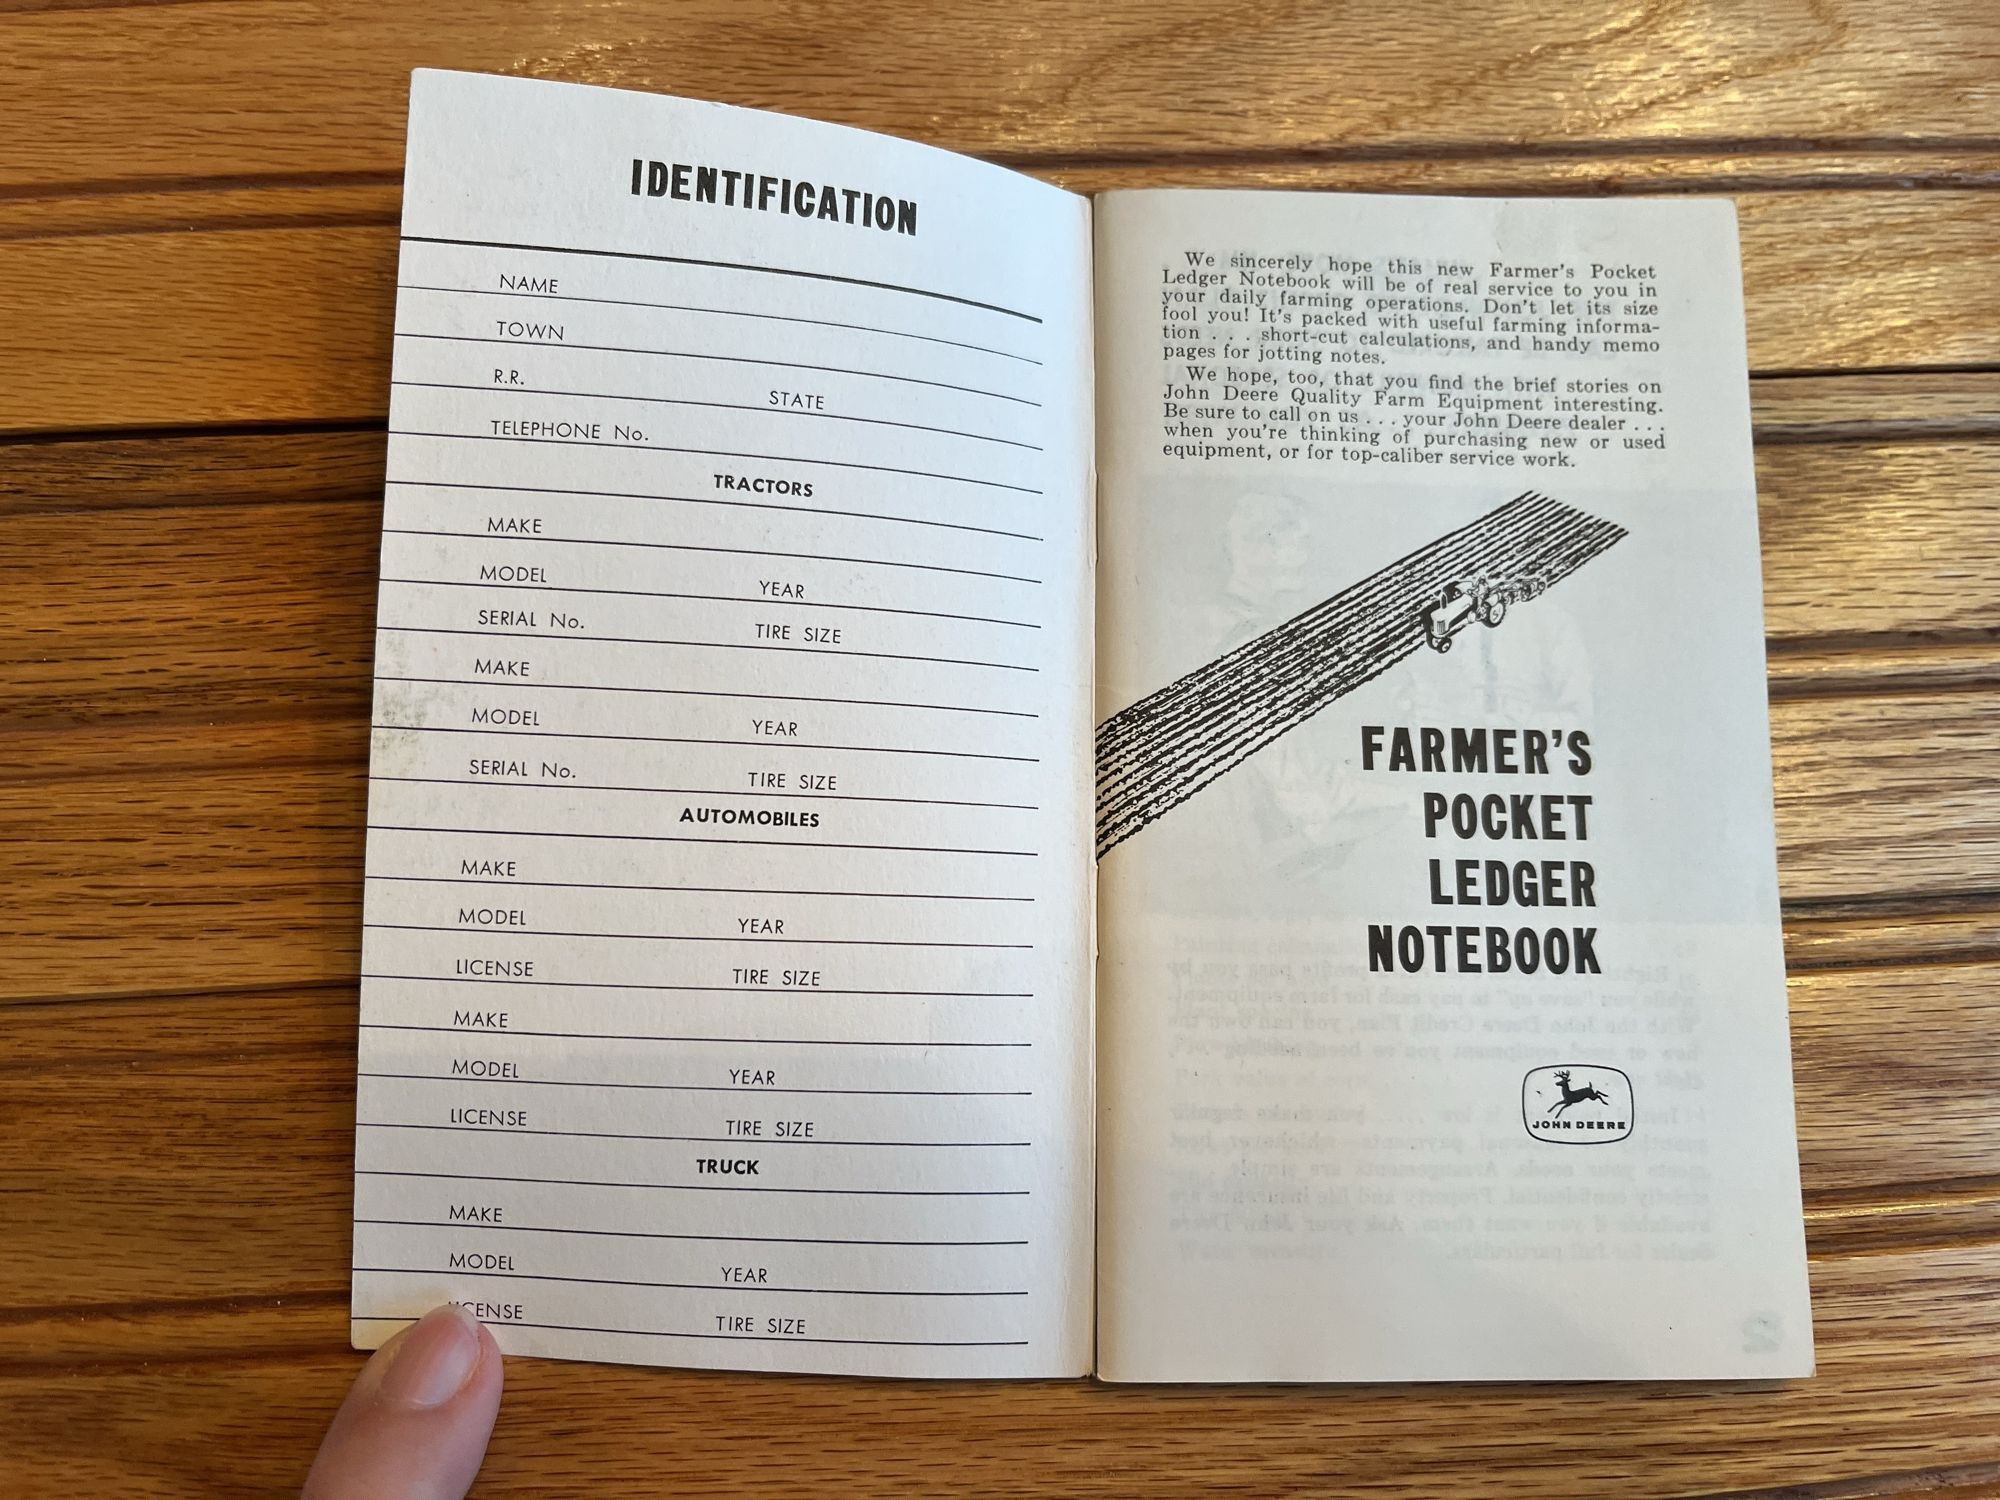 IDENTIFICATION
NAME
TOWN
R.R. STATE
TELEPHONE No.
TRACTORS
MAKE
MODEL YEAR
SERIAL No. TIRE SIZE
MAKE
MODEL YEAR
SERIAL No. TIRE SIZE
AUTOMOBILES
MAKE
MODEL YEAR
LICENSE TIRE SIZE
MAKE
MODEL YEAR
LICENSE TIRE SIZE
TRUCK
MAKE
MODEL YEAR
LICENSE TIRE SIZE
We sincerely hope this new Farmer's Pocket
Ledger Notebook will be of real service to you in
your daily farming operations. Don't let its size
fool you! It's packed with useful farming informa-
tion . . . short-cut calculations, and handy memo
pages for jotting notes.
We hope, too, that you find the brief stories on
John Deere Quality Farm Equipment interesting.
Be sure to call on us . . . your John Deere dealer . . .
when you're thinking of purchasing new or used
equipment, or for top-caliber service work.
FARMER'S
POCKET
LEDGER
NOTEBOOK
JOHN DEERE